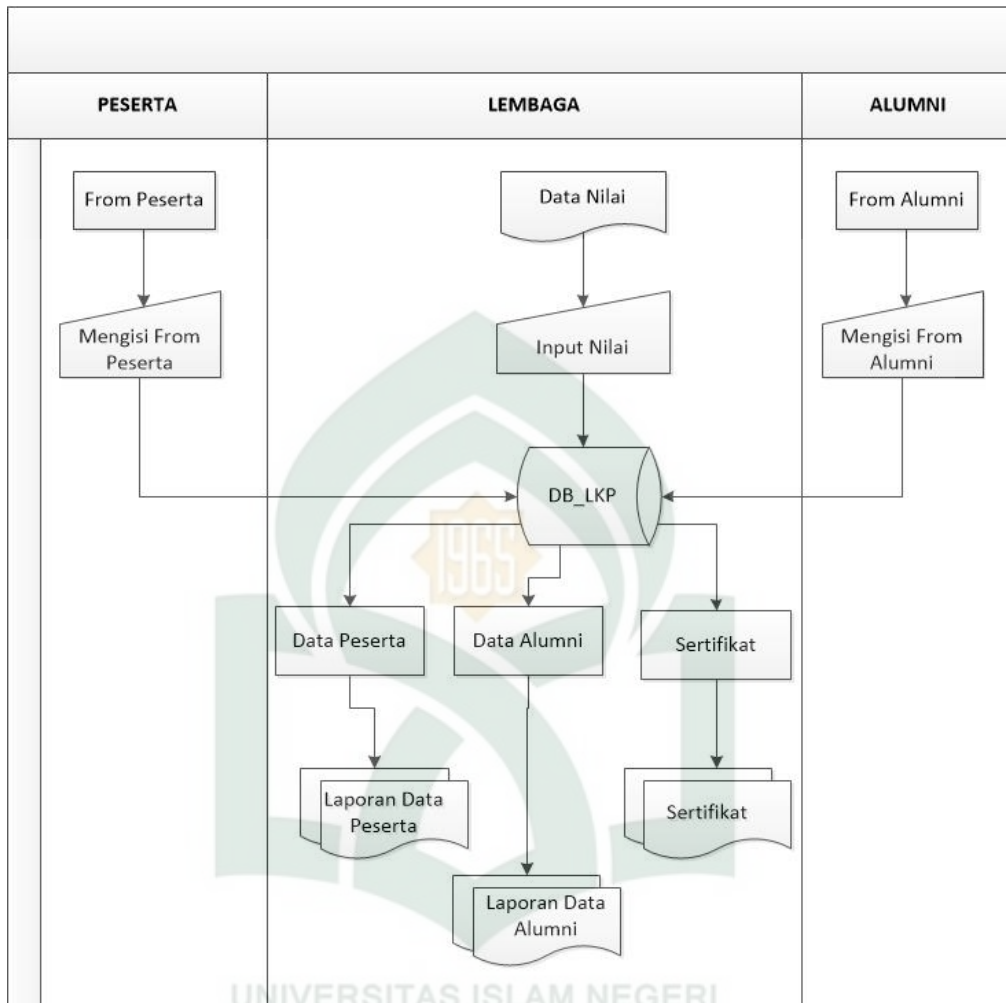 PESERTA
LEMBAGA
ALUMNI
From Peserta
Data Nilai
From Alumni
Mengisi From
Peserta
Input Nilai
Mengisi From
Alumni
DB_LKP
1965
Data Peserta
Data Alumni
Sertifikat
Laporan Data
Peserta
Sertifikat
Laporan Data
Alumni
UNIVERSITAS ISLAM NEGERI